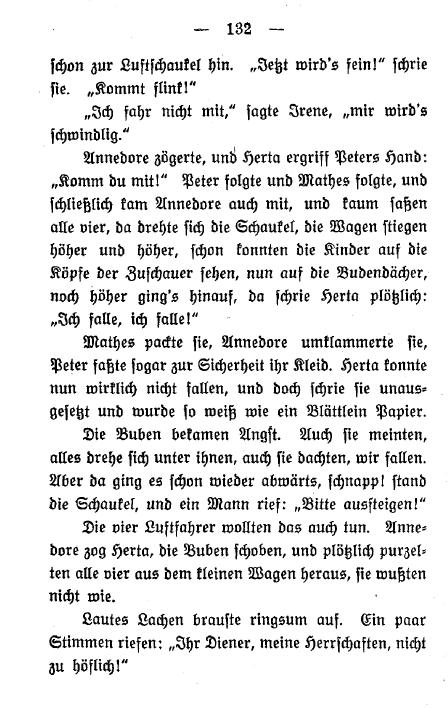 — 132 —
schon zur Luftschaukel hin. „Jetzt wird's fein!“ schrie
sie. „Kommt flink!“
„Ich fahr nicht mit,“ sagte Irene, „mir wird's
schwindlig.“
Annedore zögerte, und Herta ergriff Peters Hand:
„Komm du mit!“ Peter folgte und Mathes folgte, und
schließlich kam Annedore auch mit, und kaum saßen
alle vier, da drehte sich die Schaukel, die Wagen stiegen
höher und höher, schon konnten die Kinder auf die
Köpfe der Zuschauer sehen, nun auf die Budendächer,
noch höher ging's hinauf, da schrie Herta plötzlich:
„Ich falle, ich falle!“
Mathes packte sie, Annedore umklammerte sie,
Peter faßte sogar zur Sicherheit ihr Kleid. Herta konnte
nun wirklich nicht fallen, und doch schrie sie unaus-
gesetzt und wurde so weiß wie ein Blättlein Papier.
Die Buben bekamen Angst. Auch sie meinten,
alles drehe sich unter ihnen, auch sie dachten, wir fallen.
Aber da ging es schon wieder abwärts, schnapp! stand
die Schaukel, und ein Mann rief: „Bitte aussteigen!“
Die vier Luftfahrer wollten das auch tun. Anne-
dore zog Herta, die Buben schoben, und plötzlich purzel-
ten alle vier aus dem kleinen Wagen heraus, sie wußten
nicht wie.
Lautes Lachen brauste ringsum auf. Ein paar
Stimmen riefen: „Ihr Diener, meine Herrschaften, nicht
zu höflich!“